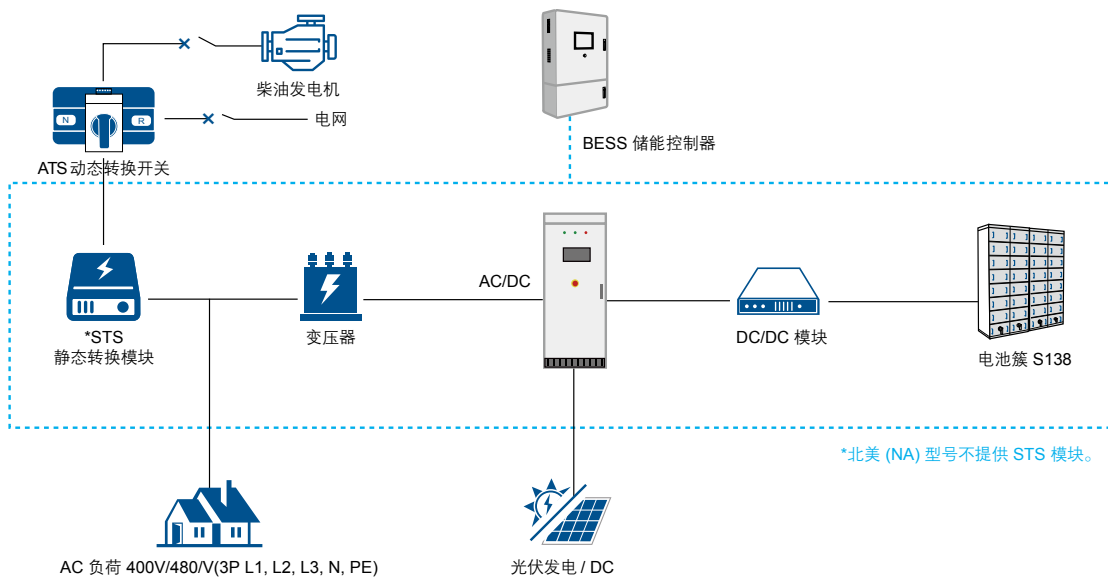 柴油发电机
N
R
电网
ATS动态转换开关
BESS 储能控制器
AC/DC
*STS
静态转换模块
变压器
DC/DC 模块
电池簇 S138
*北美 (NA) 型号不提供 STS 模块。
AC 负荷 400V/480/V(3P L1, L2, L3, N, PE)
光伏发电 / DC